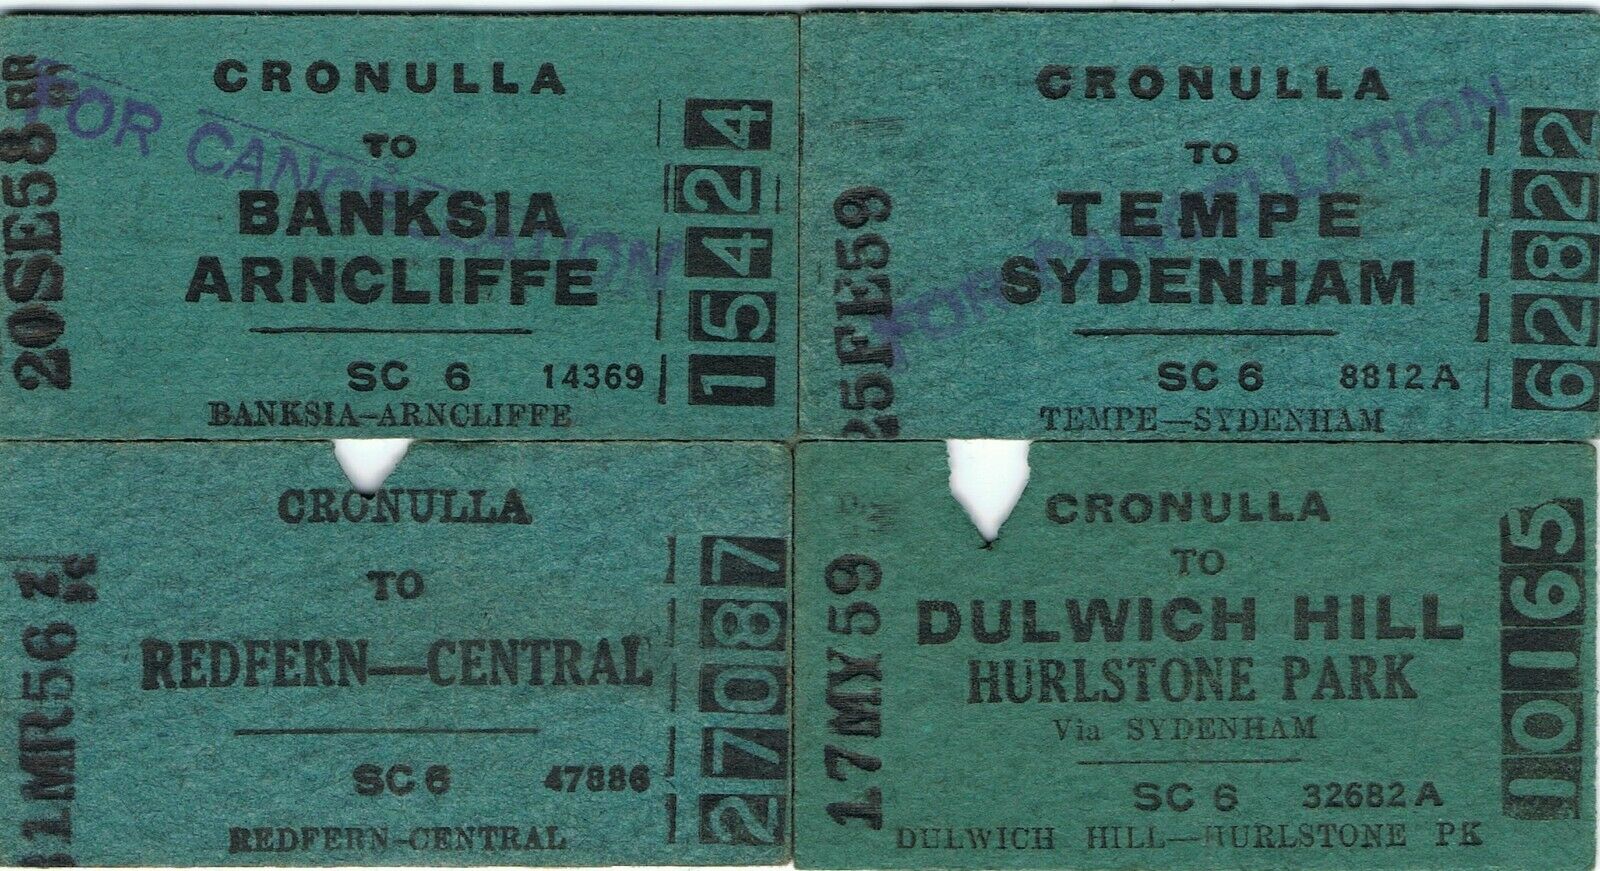 CRONULLA
TO
BANKSIA
ARNCLIFFE
SC 6 14369
BANKSIA-ARNCLIFFE
20SE58
15424
FOR CANCELLATION
CRONULLA
TO
TEMPE
SYDENHAM
SC 6 8812 A
TEMPE-SYDENHAM
25FE59
62822
FOR CANCELLATION
CRONULLA
TO
REDFERN-CENTRAL
SC 6 47886
REDFERN-CENTRAL
1MR56
27087
CRONULLA
TO
DULWICH HILL
HURLSTONE PARK
Via SYDENHAM
SC 6 32682 A
DULWICH HILL-HURLSTONE PK
17MY59
00165